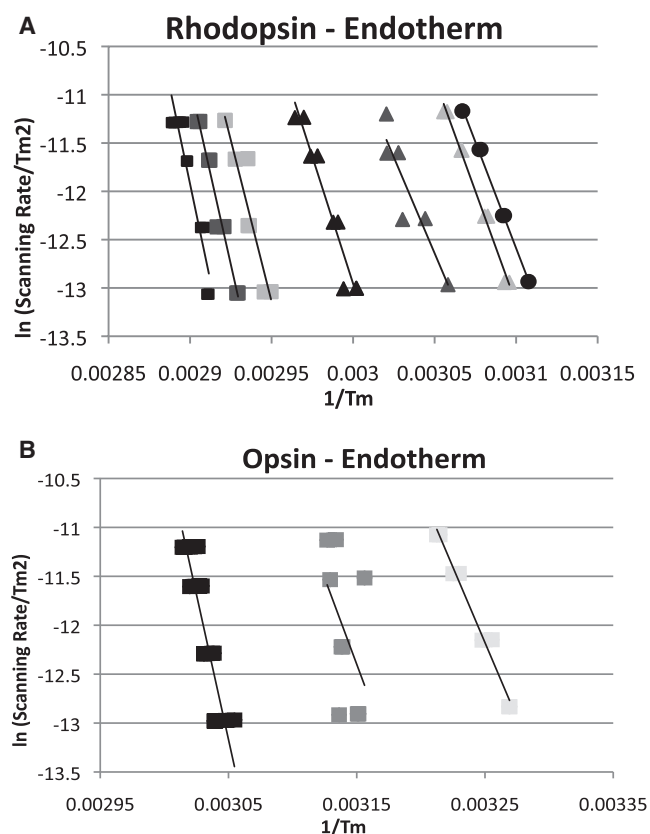 A
Rhodopsin - Endotherm
-10.5
-11
-11.5
-12
-12.5
-13
-13.5
ln (Scanning Rate/Tm2)
0.00285 0.0029 0.00295 0.003 0.00305 0.0031 0.00315
1/Tm
B
Opsin - Endotherm
-10.5
-11
-11.5
-12
-12.5
-13
-13.5
ln (Scanning Rate/Tm2)
0.00295 0.00305 0.00315 0.00325 0.00335
1/Tm